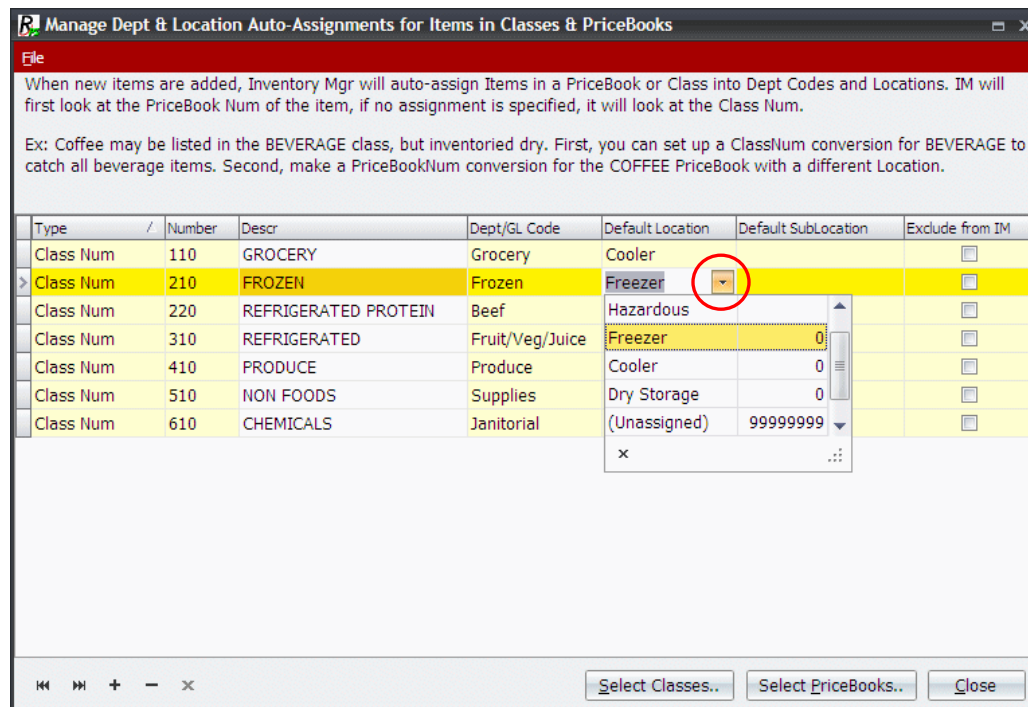 Manage Dept & Location Auto-Assignments for Items in Classes & PriceBooks
File
When new items are added, Inventory Mgr will auto-assign Items in a PriceBook or Class into Dept Codes and Locations. IM will
first look at the PriceBook Num of the item, if no assignment is specified, it will look at the Class Num.
Ex: Coffee may be listed in the BEVERAGE class, but inventoried dry. First, you can set up a ClassNum conversion for BEVERAGE to
catch all beverage items. Second, make a PriceBookNum conversion for the COFFEE PriceBook with a different Location.
Type Number Descr Dept/GL Code Default Location Default SubLocation Exclude from IM
Class Num 110 GROCERY Grocery Cooler
Class Num 210 FROZEN Frozen Freezer
Class Num 220 REFRIGERATED PROTEIN Beef Hazardous
Class Num 310 REFRIGERATED Fruit/Veg/Juice Freezer 0
Class Num 410 PRODUCE Produce Cooler 0
Class Num 510 NON FOODS Supplies Dry Storage 0
Class Num 610 CHEMICALS Janitorial (Unassigned) 99999999
Select Classes.. Select PriceBooks.. Close